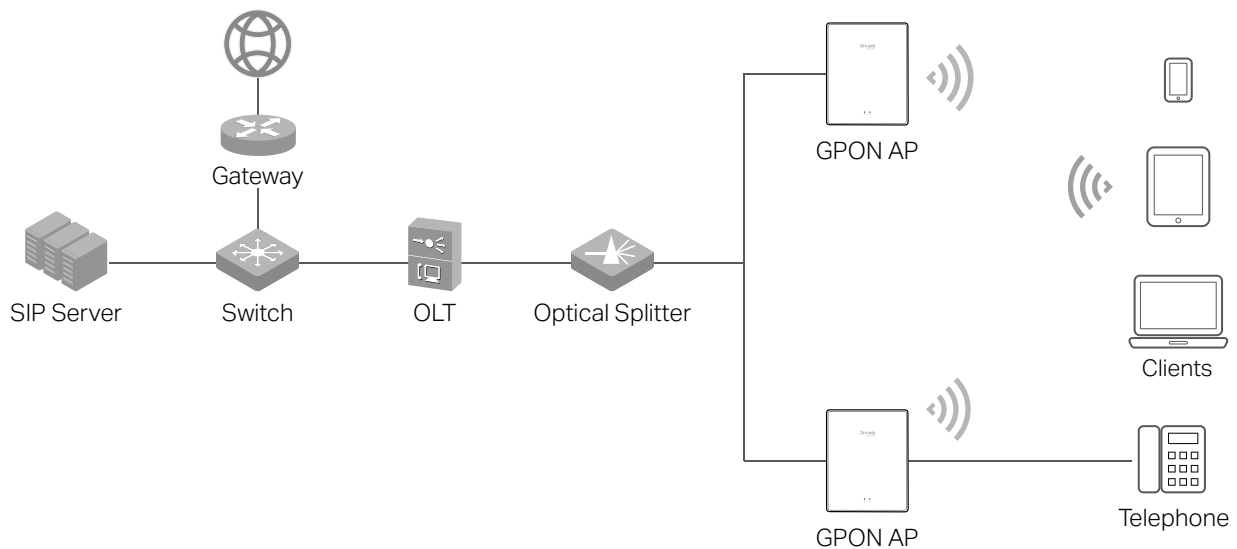 GPON AP
Gateway
SIP Server
Switch
OLT
Optical Splitter
Clients
GPON AP
Telephone